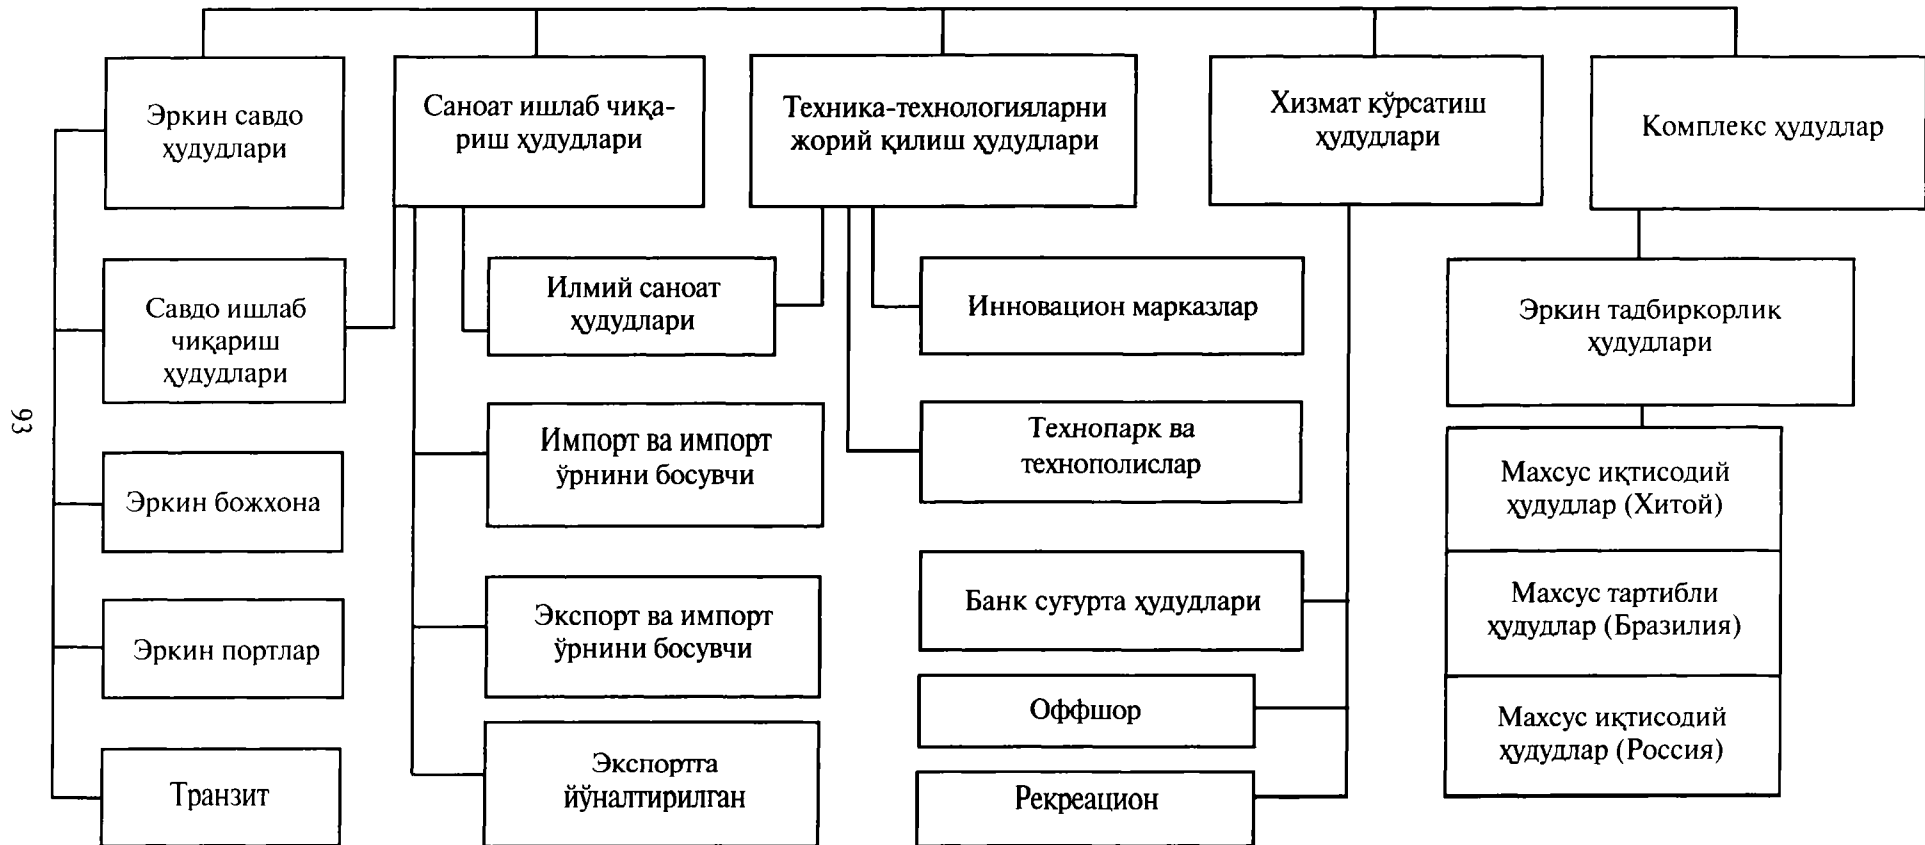 Эркин савдо
ҳудудлари
Саноат ишлаб чиқа-
риш ҳудудлари
Техника-технологияларни
жорий қилиш ҳудудлари
Хизмат кўрсатиш
ҳудудлари
Комплекс ҳудудлар
Савдо ишлаб
чиқариш
ҳудудлари
Илмий саноат
ҳудудлари
Инновацион марказлар
Эркин тадбиркорлик
ҳудудлари
93
Эркин божхона
Импорт ва импорт
ўрнини босувчи
Технопарк ва
технополислар
Махсус иқтисодий
ҳудудлар (Хитой)
Эркин портлар
Экспорт ва импорт
ўрнини босувчи
Банк суғурта ҳудудлари
Махсус тартибли
ҳудудлар (Бразилия)
Транзит
Экспортга
йўналтирилган
Оффшор
Рекреацион
Махсус иқтисодий
ҳудудлар (Россия)